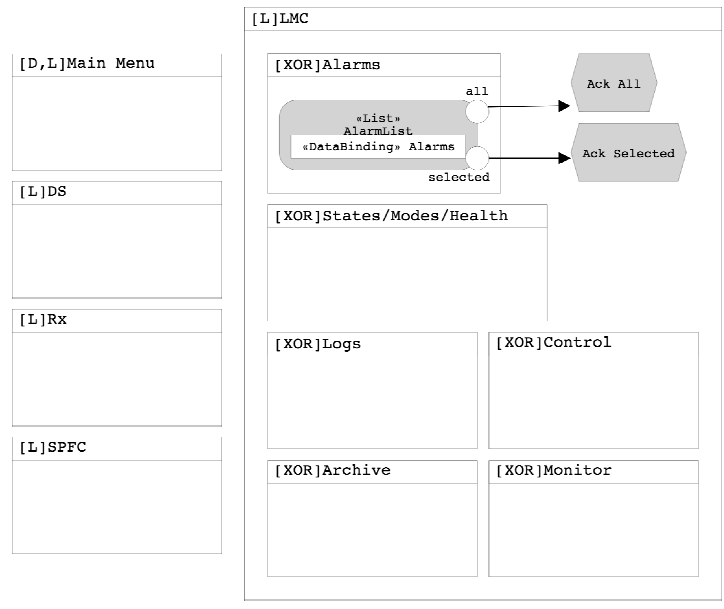 [L]LMC
[D,L]Main Menu
[XOR]Alarms
all
Ack All
«List»
AlarmList
«DataBinding» Alarms
Ack Selected
selected
[L]DS
[XOR]States/Modes/Health
[L]Rx
[XOR]Logs
[XOR]Control
[L]SPFC
[XOR]Archive
[XOR]Monitor